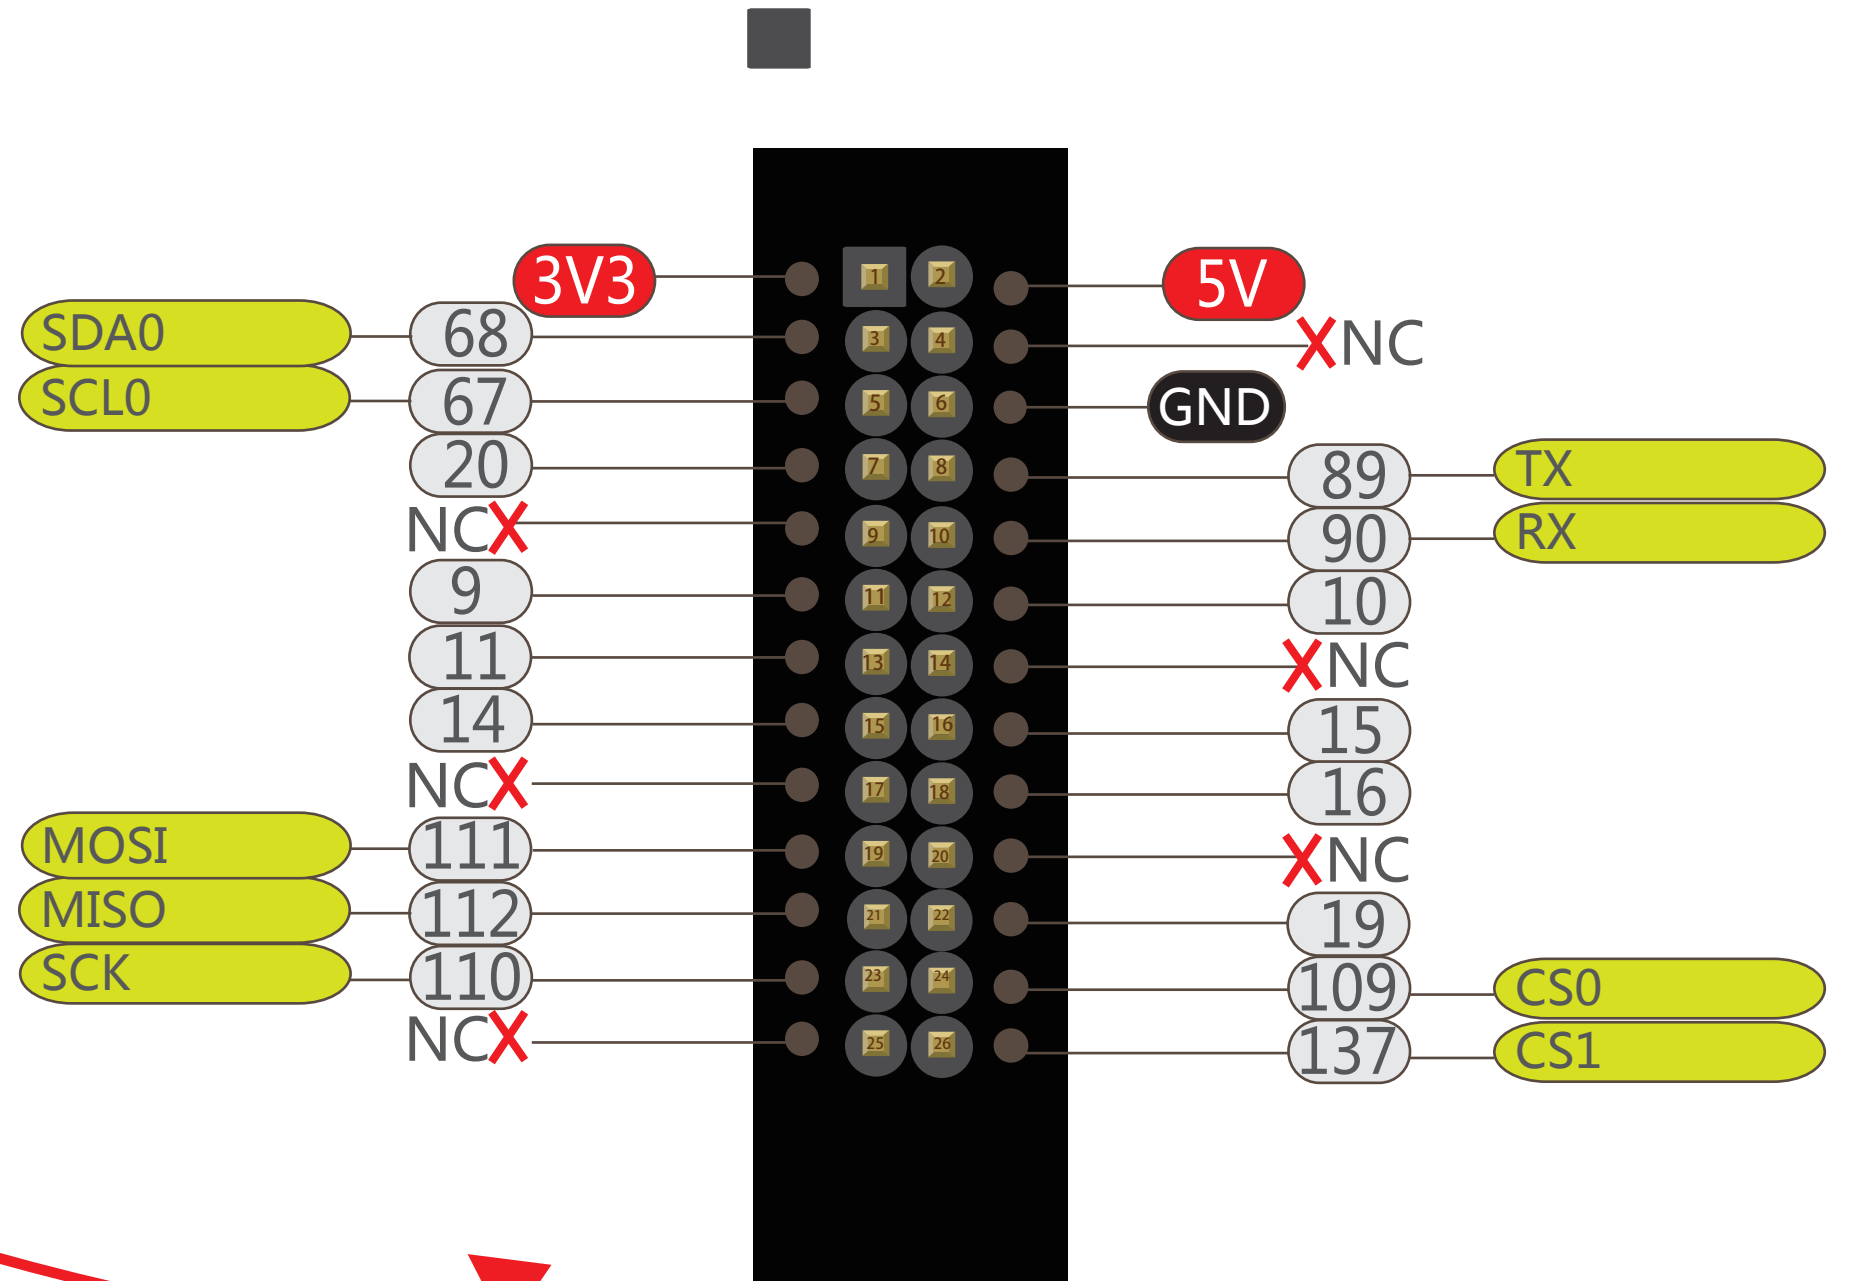 3V3 1 2 5V
SDA0 68 3 4 NC
SCL0 67 5 6 GND
20 7 8 89 TX
NC 9 10 90 RX
9 11 12 10
11 13 14 NC
14 15 16 15
NC 17 18 16
MOSI 111 19 20 NC
MISO 112 21 22 19
SCK 110 23 24 109 CS0
NC 25 26 137 CS1